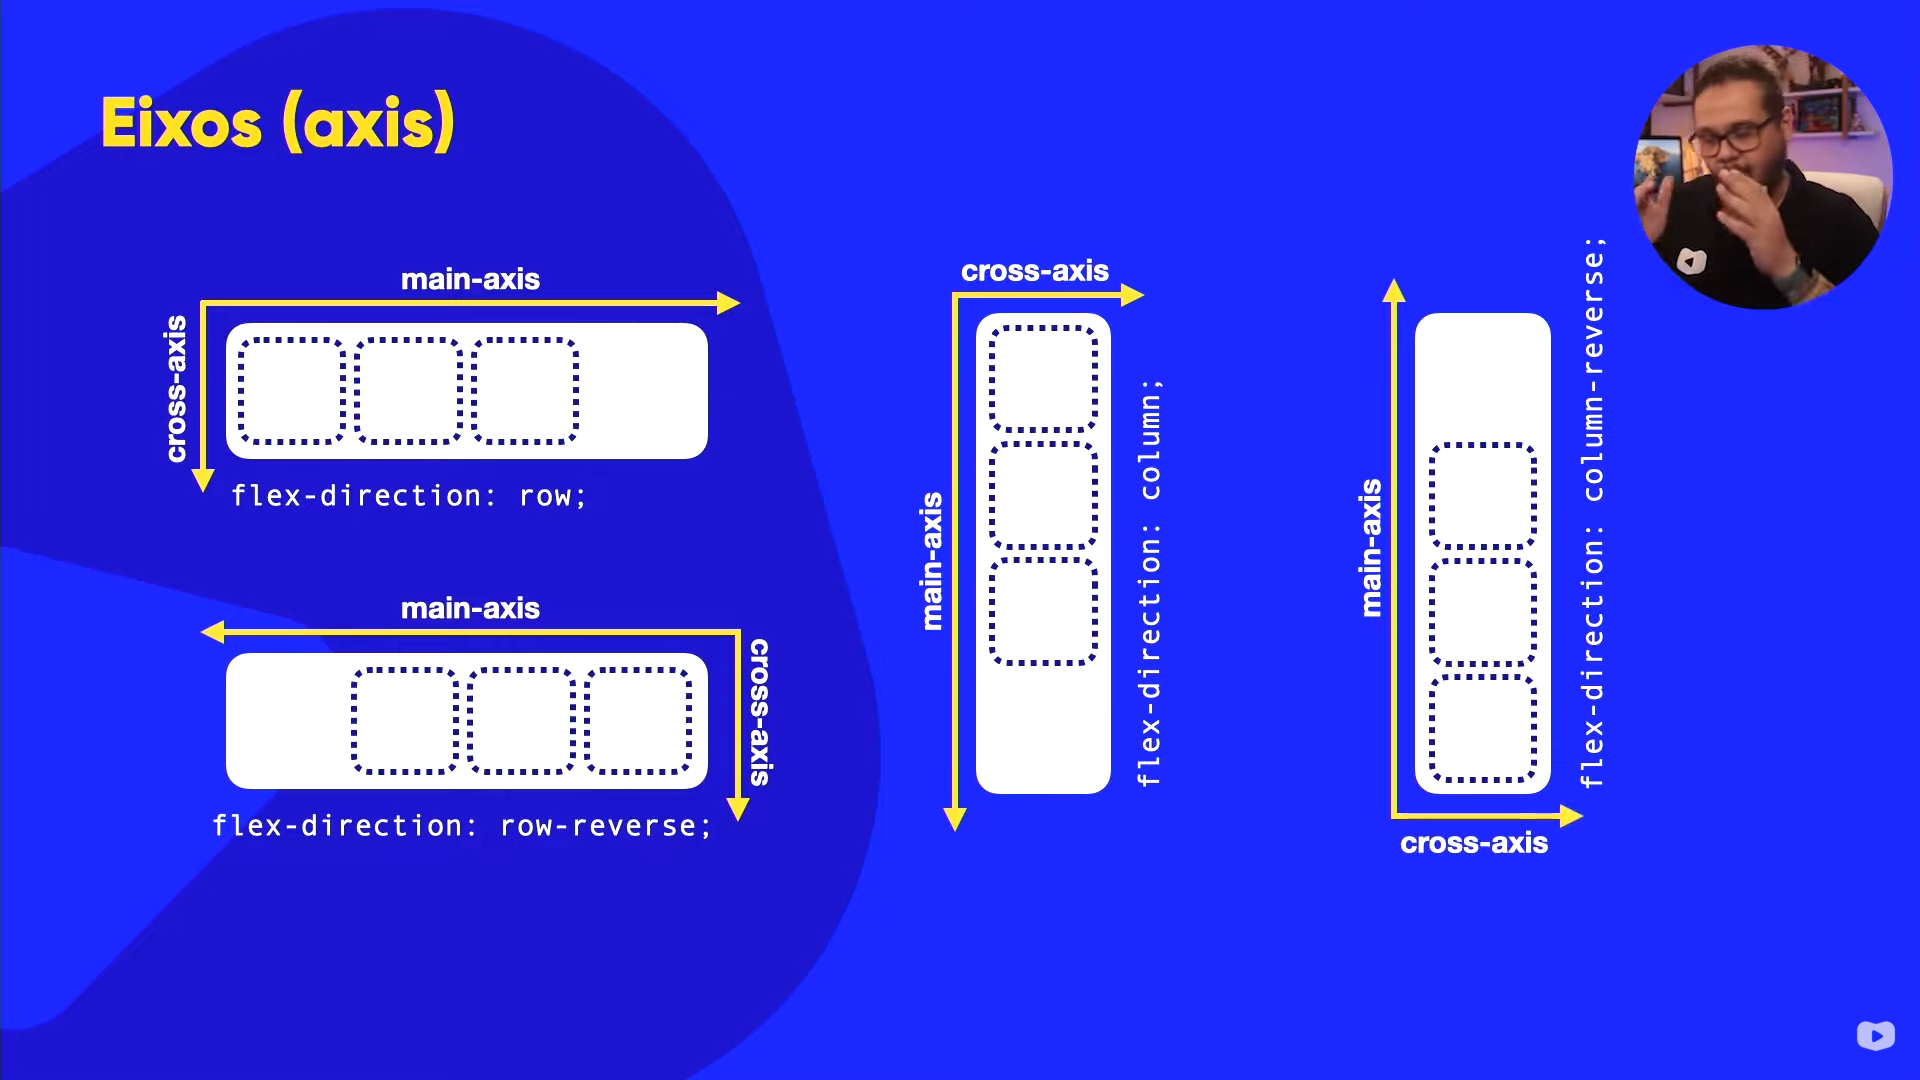 Eixos (axis)
main-axis
cross-axis
flex-direction: row;
main-axis
cross-axis
flex-direction: row-reverse;
cross-axis
main-axis
flex-direction: column;
main-axis
flex-direction: column-reverse;
cross-axis